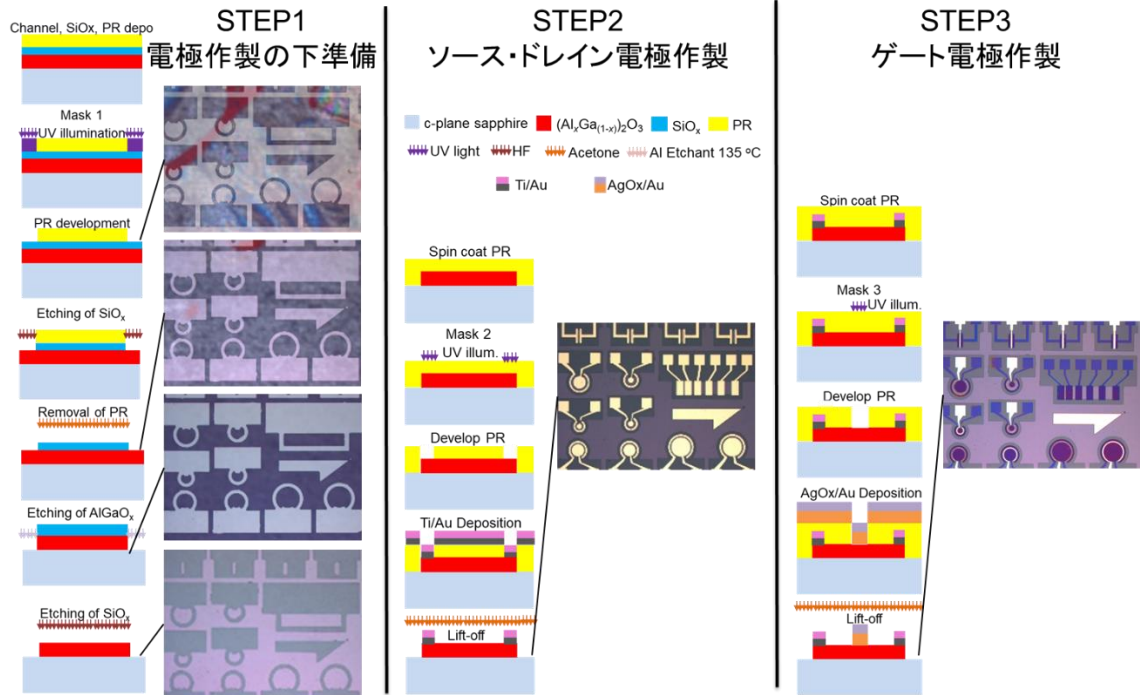 STEP1
電極作製の下準備
Channel, SiOx, PR depo
Mask 1
UV illumination
PR development
Etching of SiOx
Removal of PR
Etching of AlGaOx
Etching of SiOx
STEP2
ソース・ドレイン電極作製
c-plane sapphire (AlxGa(1-x))2O3 SiOx PR
UV light HF Acetone Al Etchant 135 ºC
Ti/Au AgOx/Au
Spin coat PR
Mask 2
UV illum.
Develop PR
Ti/Au Deposition
Lift-off
STEP3
ゲート電極作製
Spin coat PR
Mask 3
UV illum.
Develop PR
AgOx/Au Deposition
Lift-off